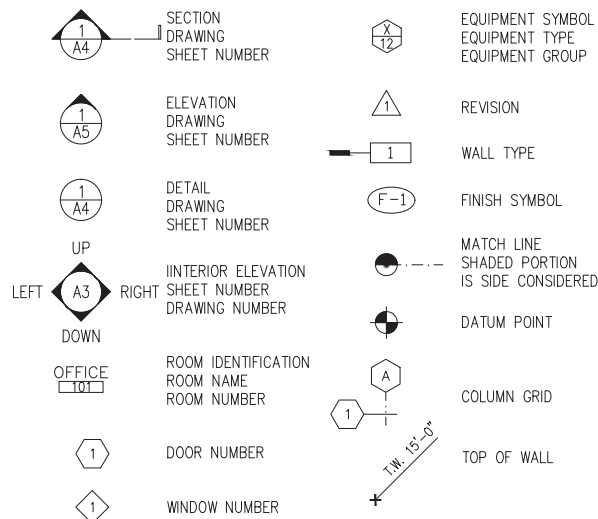 1
A4
SECTION
DRAWING
SHEET NUMBER
1
A5
ELEVATION
DRAWING
SHEET NUMBER
1
A4
DETAIL
DRAWING
SHEET NUMBER
UP
LEFT
A3
RIGHT
DOWN
IINTERIOR ELEVATION
SHEET NUMBER
DRAWING NUMBER
OFFICE
101
ROOM IDENTIFICATION
ROOM NAME
ROOM NUMBER
1
DOOR NUMBER
1
WINDOW NUMBER
X
12
EQUIPMENT SYMBOL
EQUIPMENT TYPE
EQUIPMENT GROUP
1
REVISION
1
WALL TYPE
F-1
FINISH SYMBOL
MATCH LINE
SHADED PORTION
IS SIDE CONSIDERED
DATUM POINT
A
1
COLUMN GRID
T.W. 15'-0"
TOP OF WALL